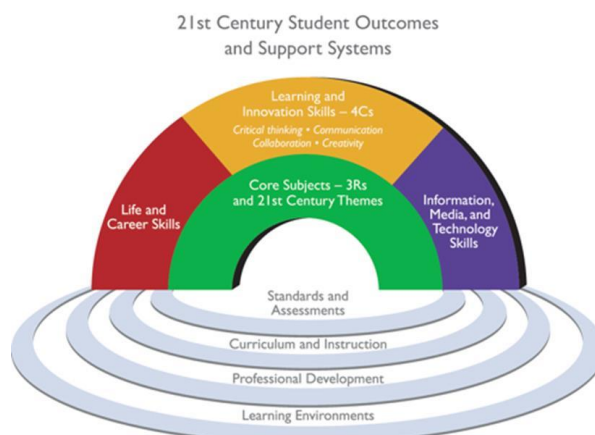 21st Century Student Outcomes
and Support Systems
Learning and
Innovation Skills – 4Cs
Critical thinking • Communication
Collaboration • Creativity
Core Subjects – 3Rs
and 21st Century Themes
Life and
Career Skills
Information,
Media, and
Technology
Skills
Standards and
Assessments
Curriculum and Instruction
Professional Development
Learning Environments